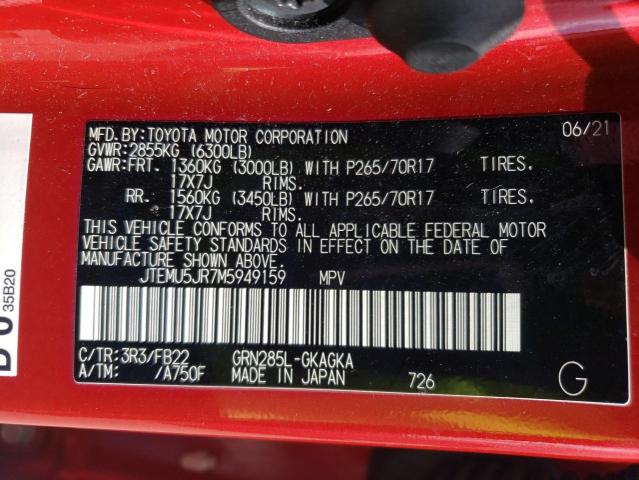 MFD.BY:TOYOTA MOTOR CORPORATION 06/21
GVWR:2855KG (6300LB)
GAWR:FRT. 1360KG (3000LB) WITH P265/70R17 TIRES.
17X7J RIMS.
RR. 1560KG (3450LB) WITH P265/70R17 TIRES.
17X7J RIMS.
THIS VEHICLE CONFORMS TO ALL APPLICABLE FEDERAL MOTOR
VEHICLE SAFETY STANDARDS IN EFFECT ON THE DATE OF
MANUFACTURE SHOWN ABOVE.
JTEMU5JR7M5949159 MPV
C/TR:3R3/FB22 GRN285L-GKAGKA
A/TM: /A750F MADE IN JAPAN 726 G
35B20